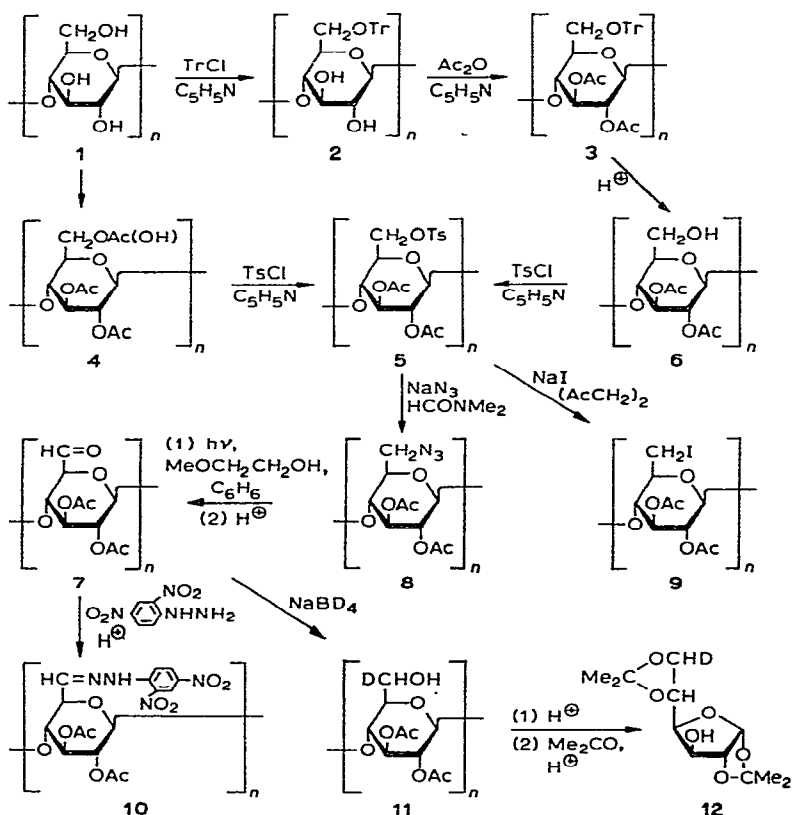 CH₂OH
O
OH
O
OH
n
1
TrCl
C₅H₅N
CH₂OTr
O
OH
O
OH
n
2
Ac₂O
C₅H₅N
CH₂OTr
O
OAc
O
OAc
n
3
H⊕
CH₂OAc(OH)
O
OAc
O
OAc
n
4
TsCl
C₅H₅N
CH₂OTs
O
OAc
O
OAc
n
5
TsCl
C₅H₅N
CH₂OH
O
OAc
O
OAc
n
6
NaN₃
HCONMe₂
NaI
(AcCH₂)₂
HC=O
O
OAc
O
OAc
n
7
(1) hν,
MeOCH₂CH₂OH,
C₆H₆
(2) H⊕
CH₂N₃
O
OAc
O
OAc
n
8
CH₂I
O
OAc
O
OAc
n
9
NO₂
O₂N
NHNH₂
H⊕
NaBD₄
HC=NNH
NO₂
NO₂
O
OAc
O
OAc
n
10
DCHOH
O
OAc
O
OAc
n
11
(1) H⊕
(2) Me₂CO,
H⊕
O
CHD
Me₂C
O
CH
O
OH
O
O
CMe₂
12